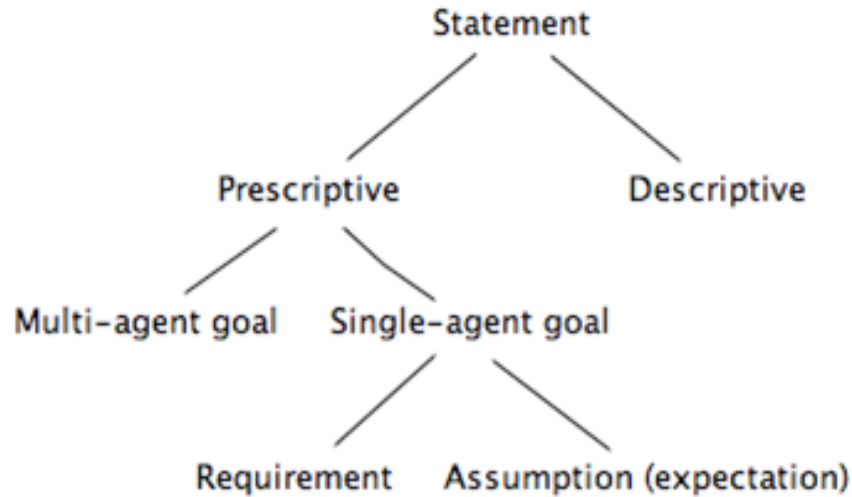 Statement
Prescriptive Descriptive
Multi-agent goal Single-agent goal
Requirement Assumption (expectation)